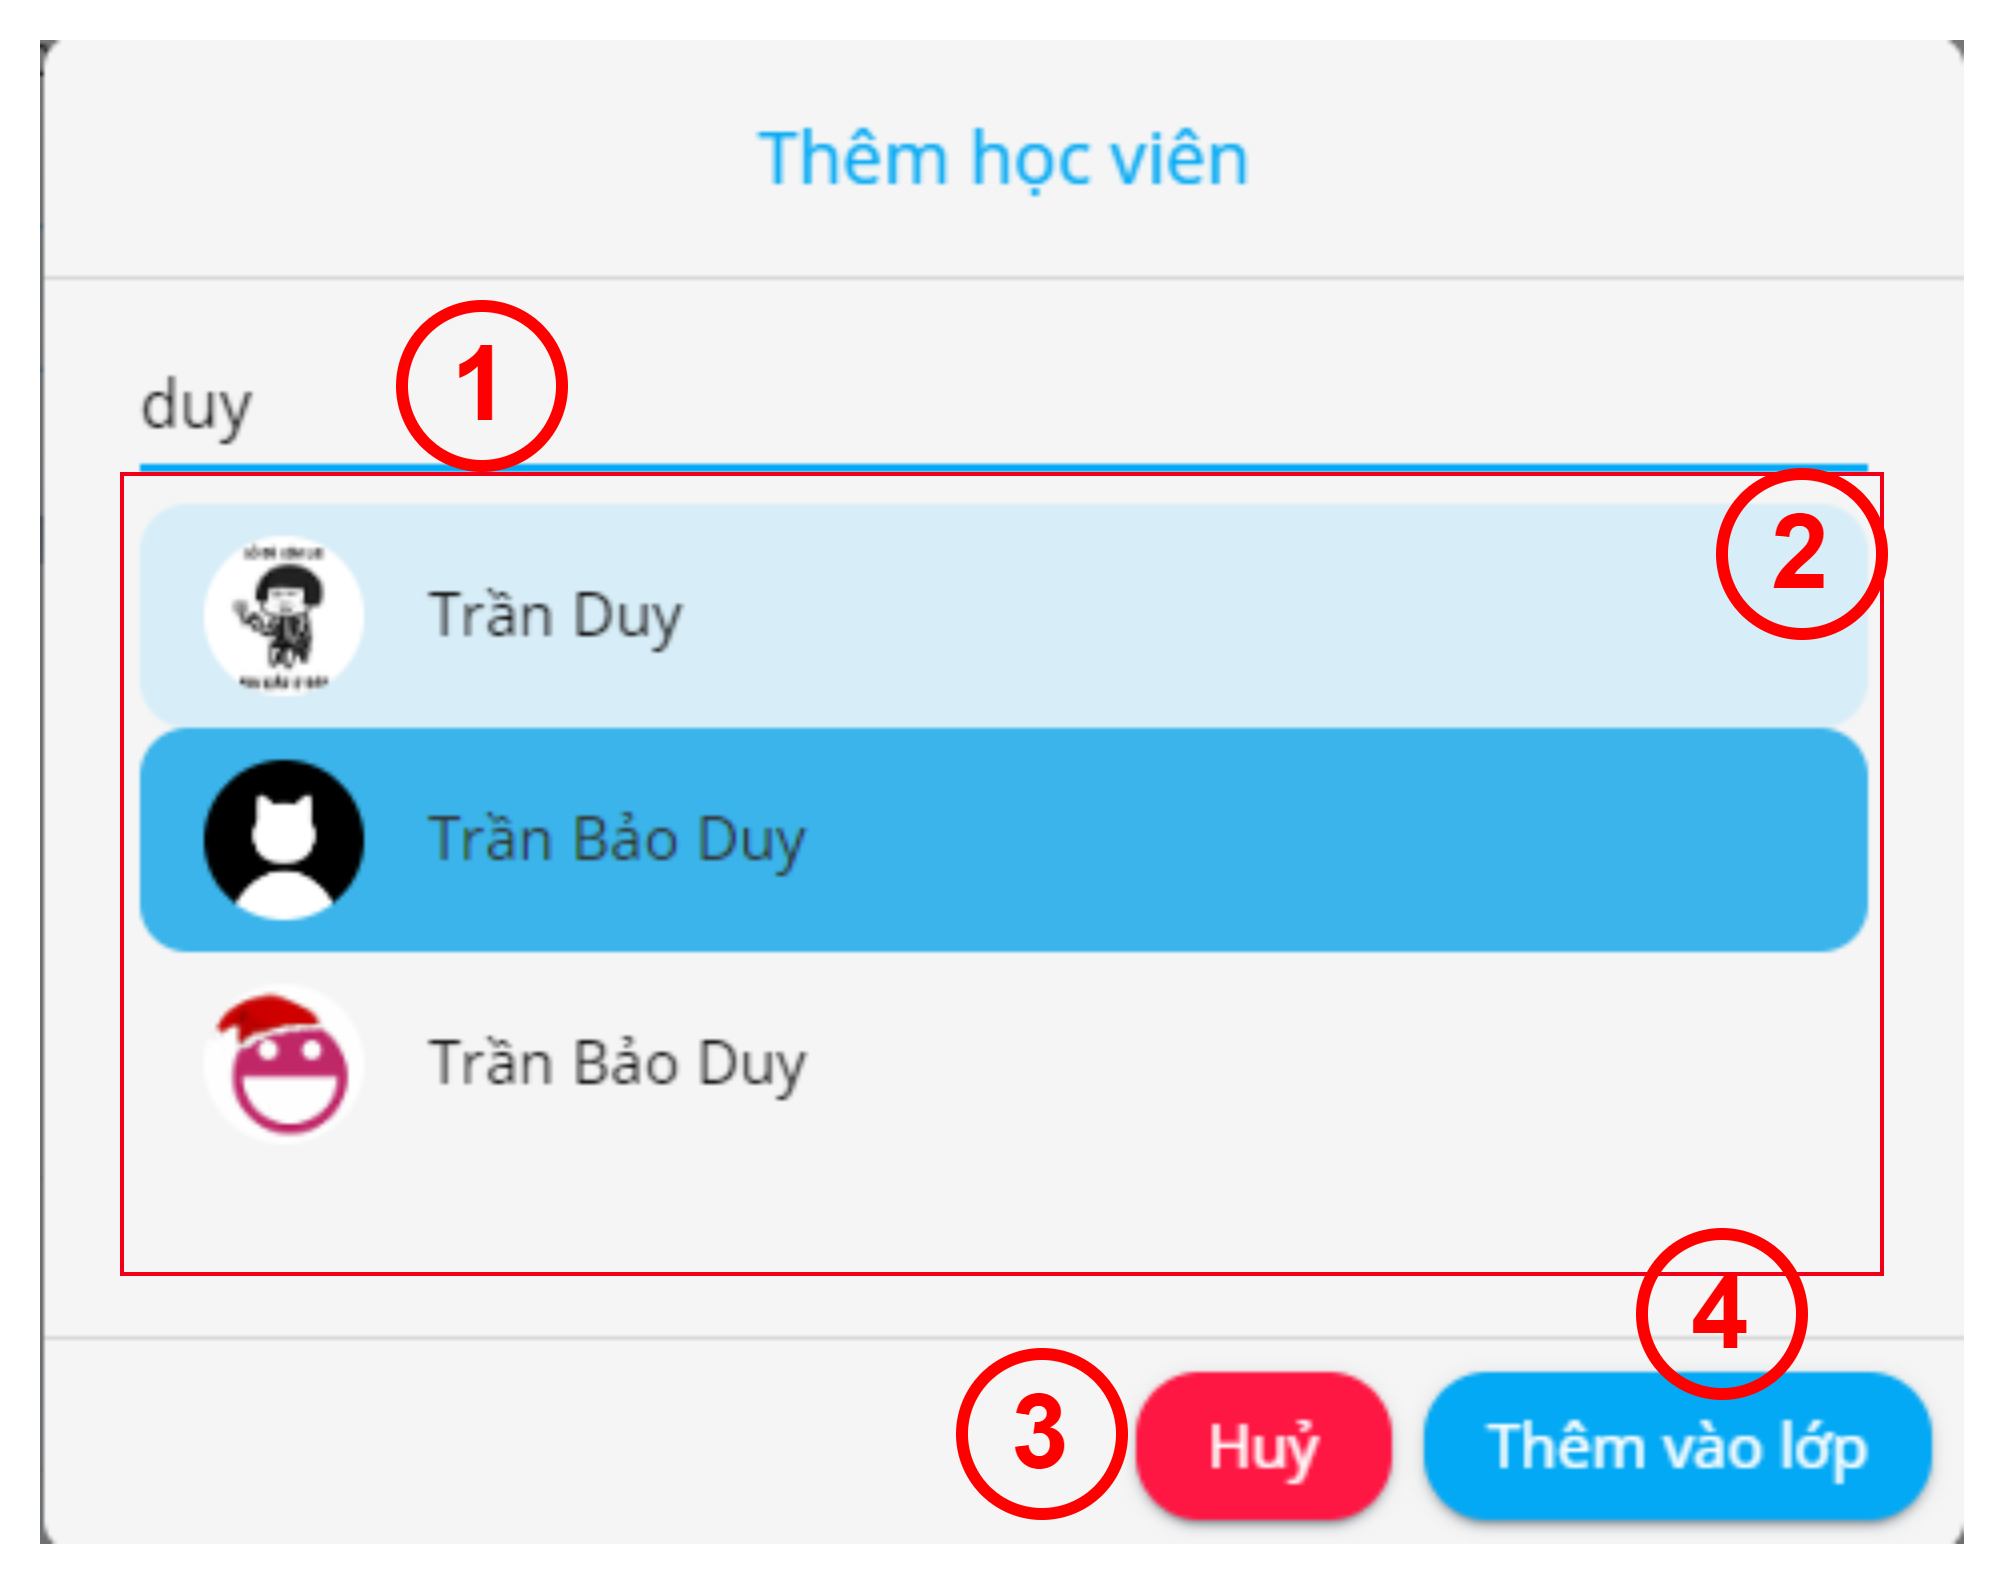 Thêm học viên
duy
1
2
Trần Duy
Trần Bảo Duy
Trần Bảo Duy
3
4
Huỷ
Thêm vào lớp